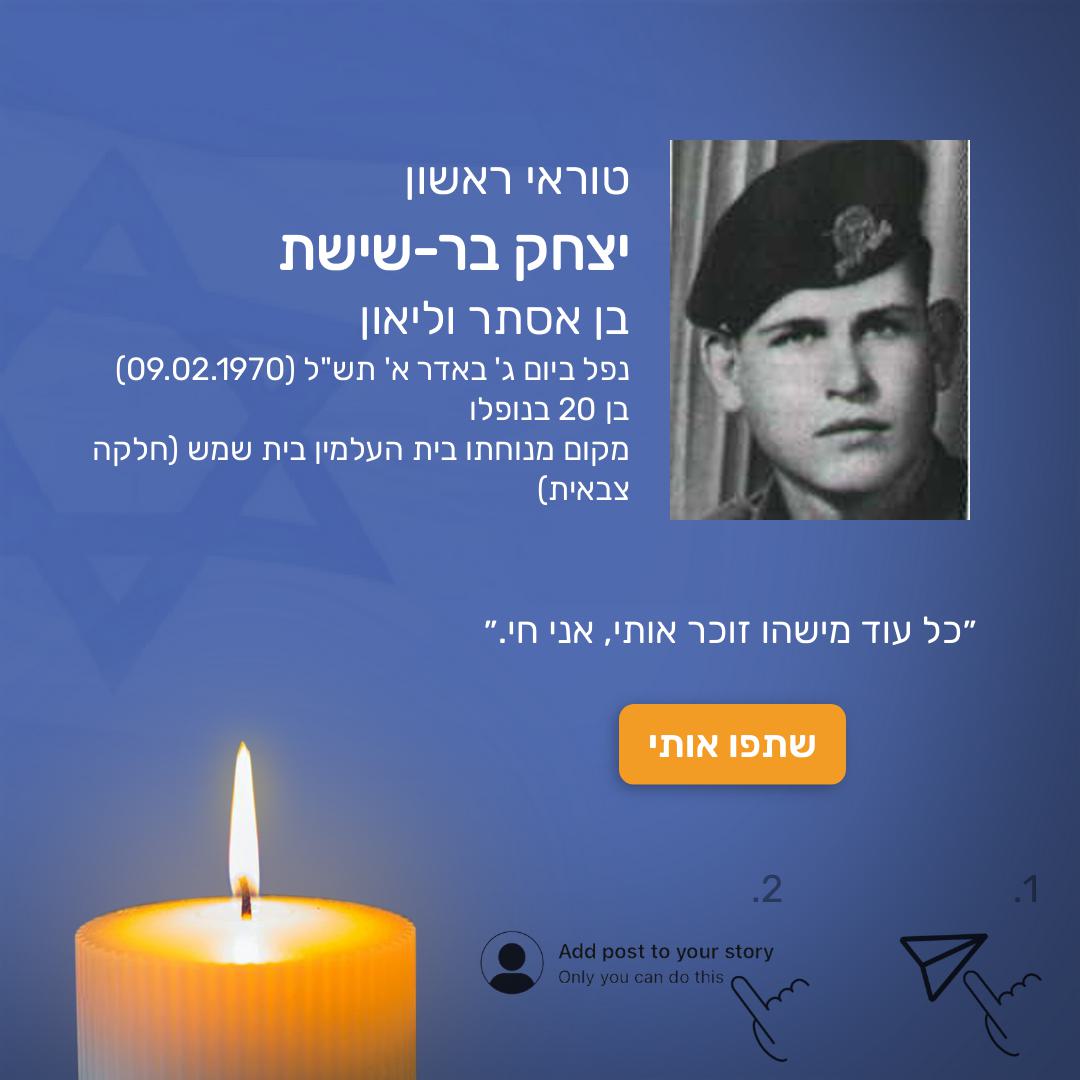 טוראי ראשון
יצחק בר-שישת
בן אסתר וליאון
נפל ביום ג' באדר א' תש"ל (09.02.1970)
בן 20 בנופלו
מקום מנוחתו בית העלמין בית שמש (חלקה
צבאית)
״כל עוד מישהו זוכר אותי, אני חי.״
שתפו אותי
.1
.2
Add post to your story
Only you can do this